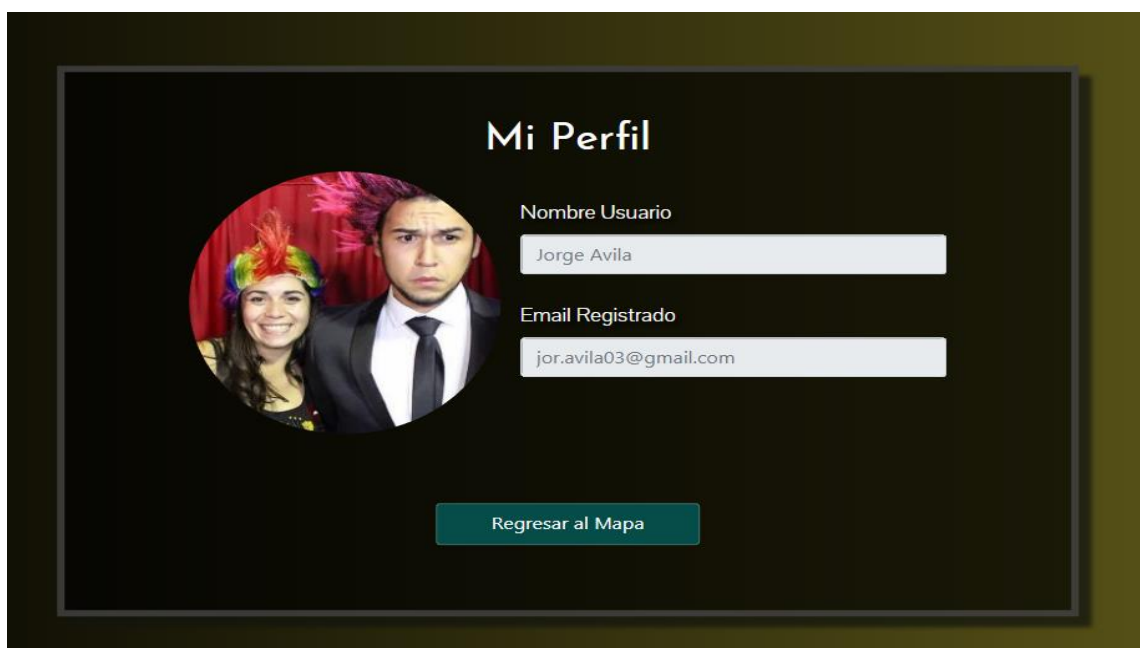 Mi Perfil
Nombre Usuario
Jorge Avila
Email Registrado
jor.avila03@gmail.com
Regresar al Mapa